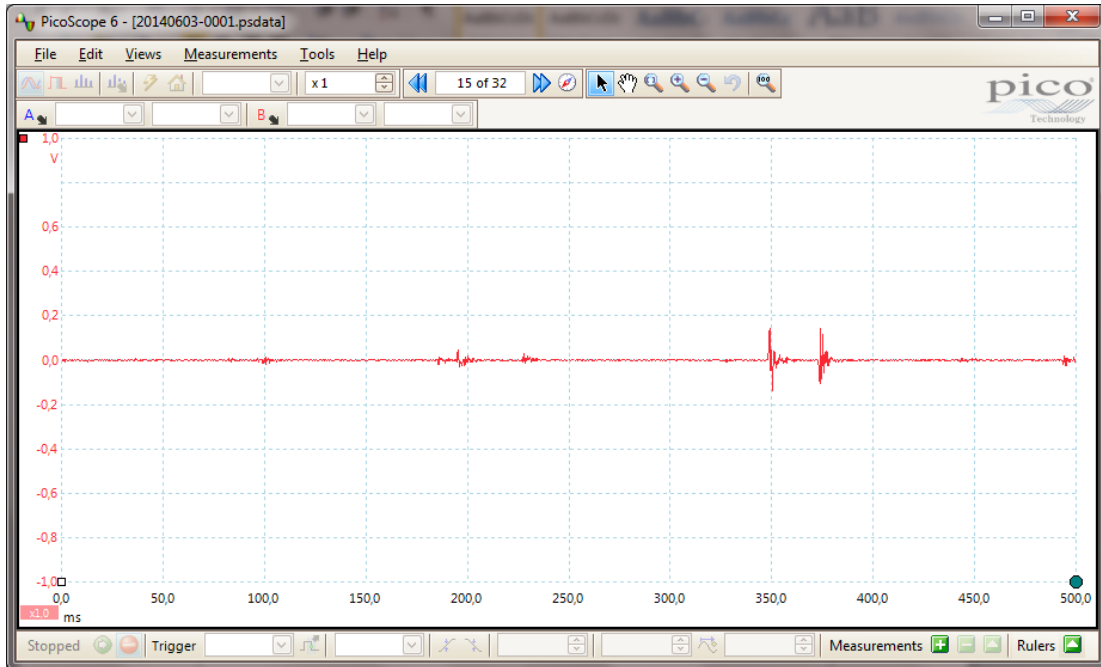 PicoScope 6 - [20140603-0001.psdata]
File Edit Views Measurements Tools Help
x 1 15 of 32
pico
Technology
A B
1,0
V
0,6
0,4
0,2
0,0
-0,2
-0,4
-0,6
-0,8
-1,0
0,0 50,0 100,0 150,0 200,0 250,0 300,0 350,0 400,0 450,0 500,0
x1.0 ms
Stopped Trigger Measurements Rulers